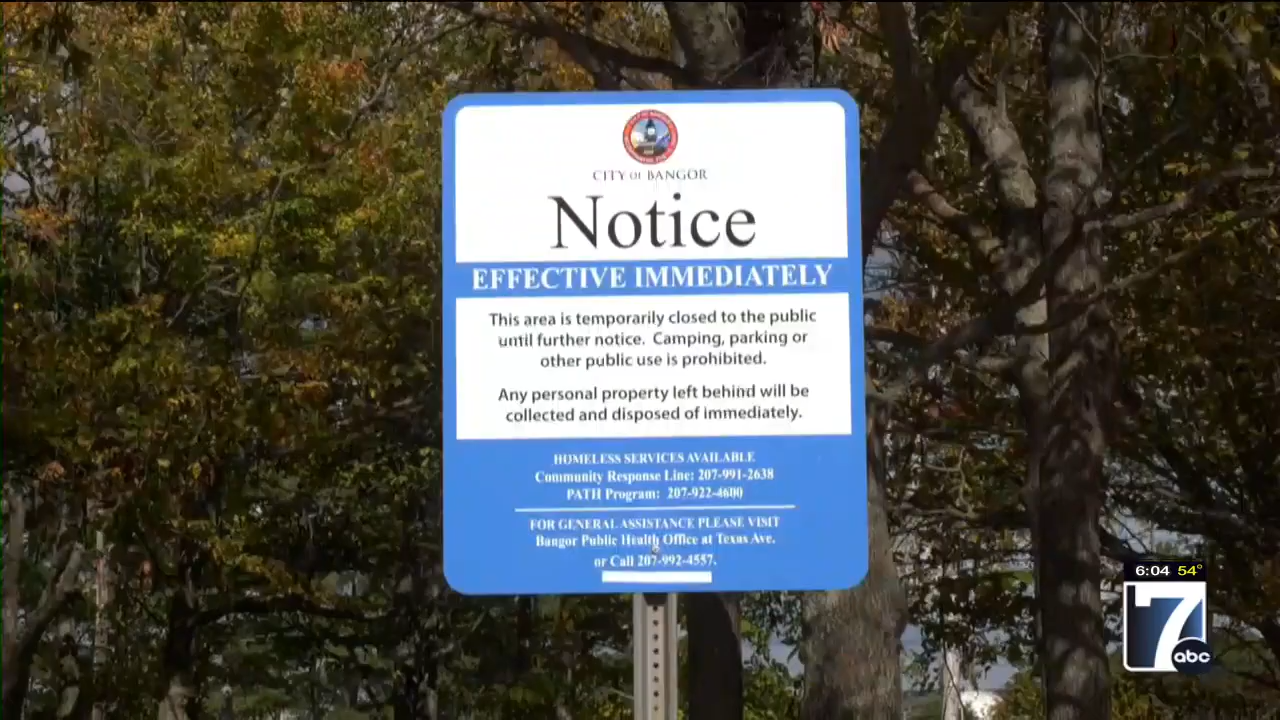 CITY OF BANGOR
Notice
EFFECTIVE IMMEDIATELY
This area is temporarily closed to the public
until further notice. Camping, parking or
other public use is prohibited.
Any personal property left behind will be
collected and disposed of immediately.
HOMELESS SERVICES AVAILABLE
Community Response Line: 207-991-2638
PATH Program: 207-922-4600
FOR GENERAL ASSISTANCE PLEASE VISIT
Bangor Public Health Office at Texas Ave.
or Call 207-992-4557.
6:04 54°
7
abc